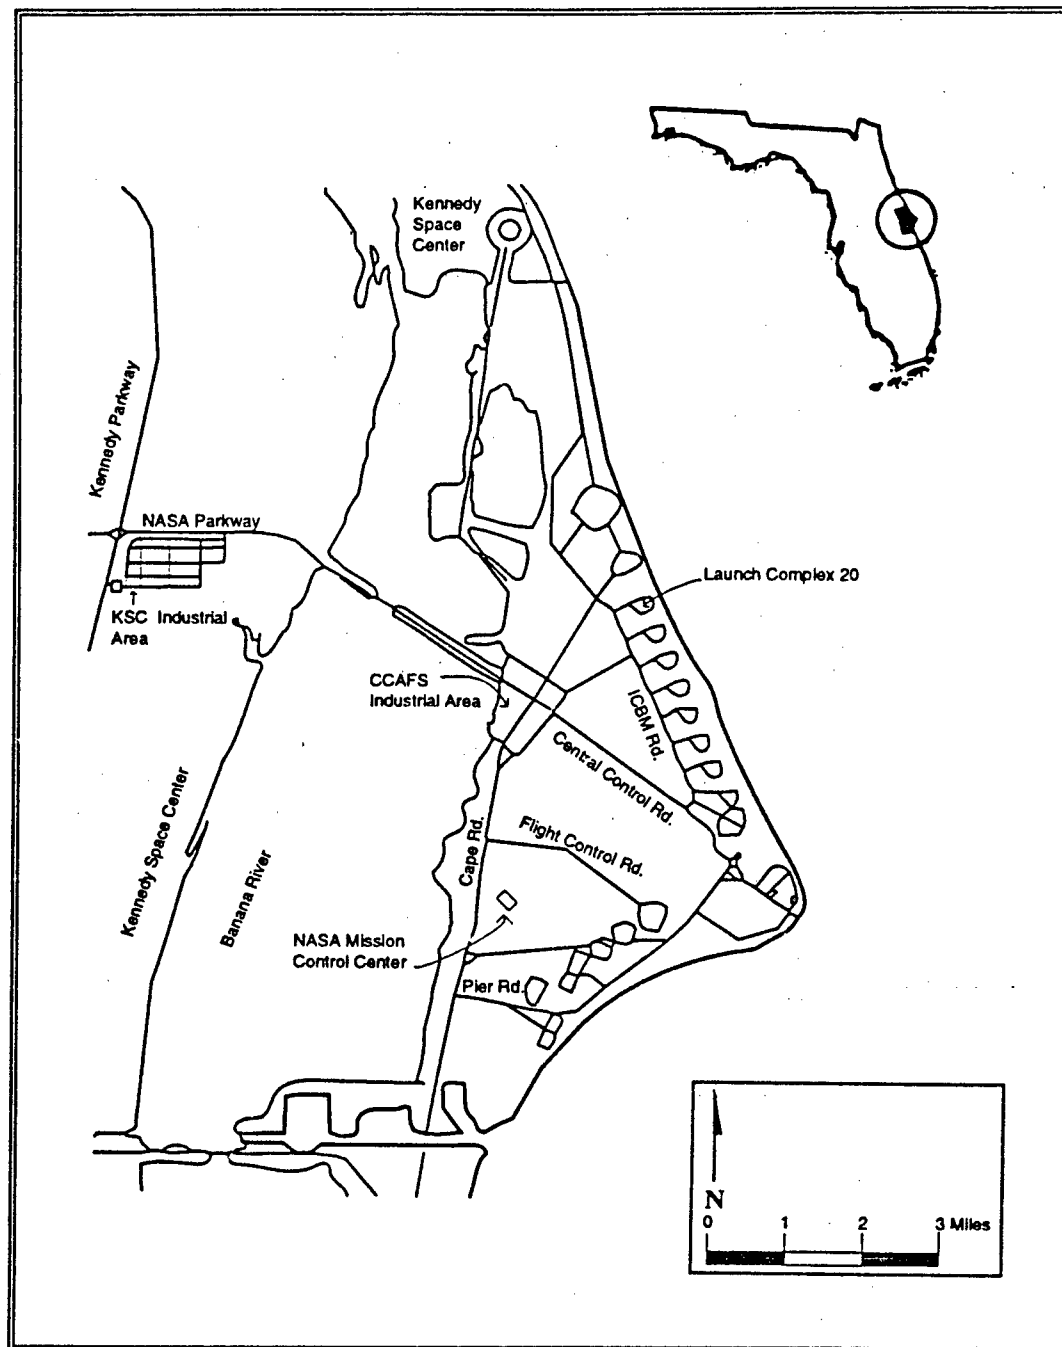 Kennedy
Space
Center
Kennedy Parkway
NASA Parkway
Launch Complex 20
KSC Industrial
Area
CCAFS
Industrial Area
ICBM Rd.
Central Control Rd.
Flight Control Rd.
Cape Rd.
Kennedy Space Center
Banana River
NASA Mission
Control Center
Pier Rd.
N
0 1 2 3 Miles